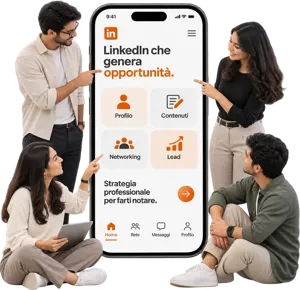 9:41
in
LinkedIn che
genera
opportunità.
Profilo
Contenuti
Networking
Lead
Strategia
professionale
per farti notare.
Home
Rete
Messaggi
Profilo